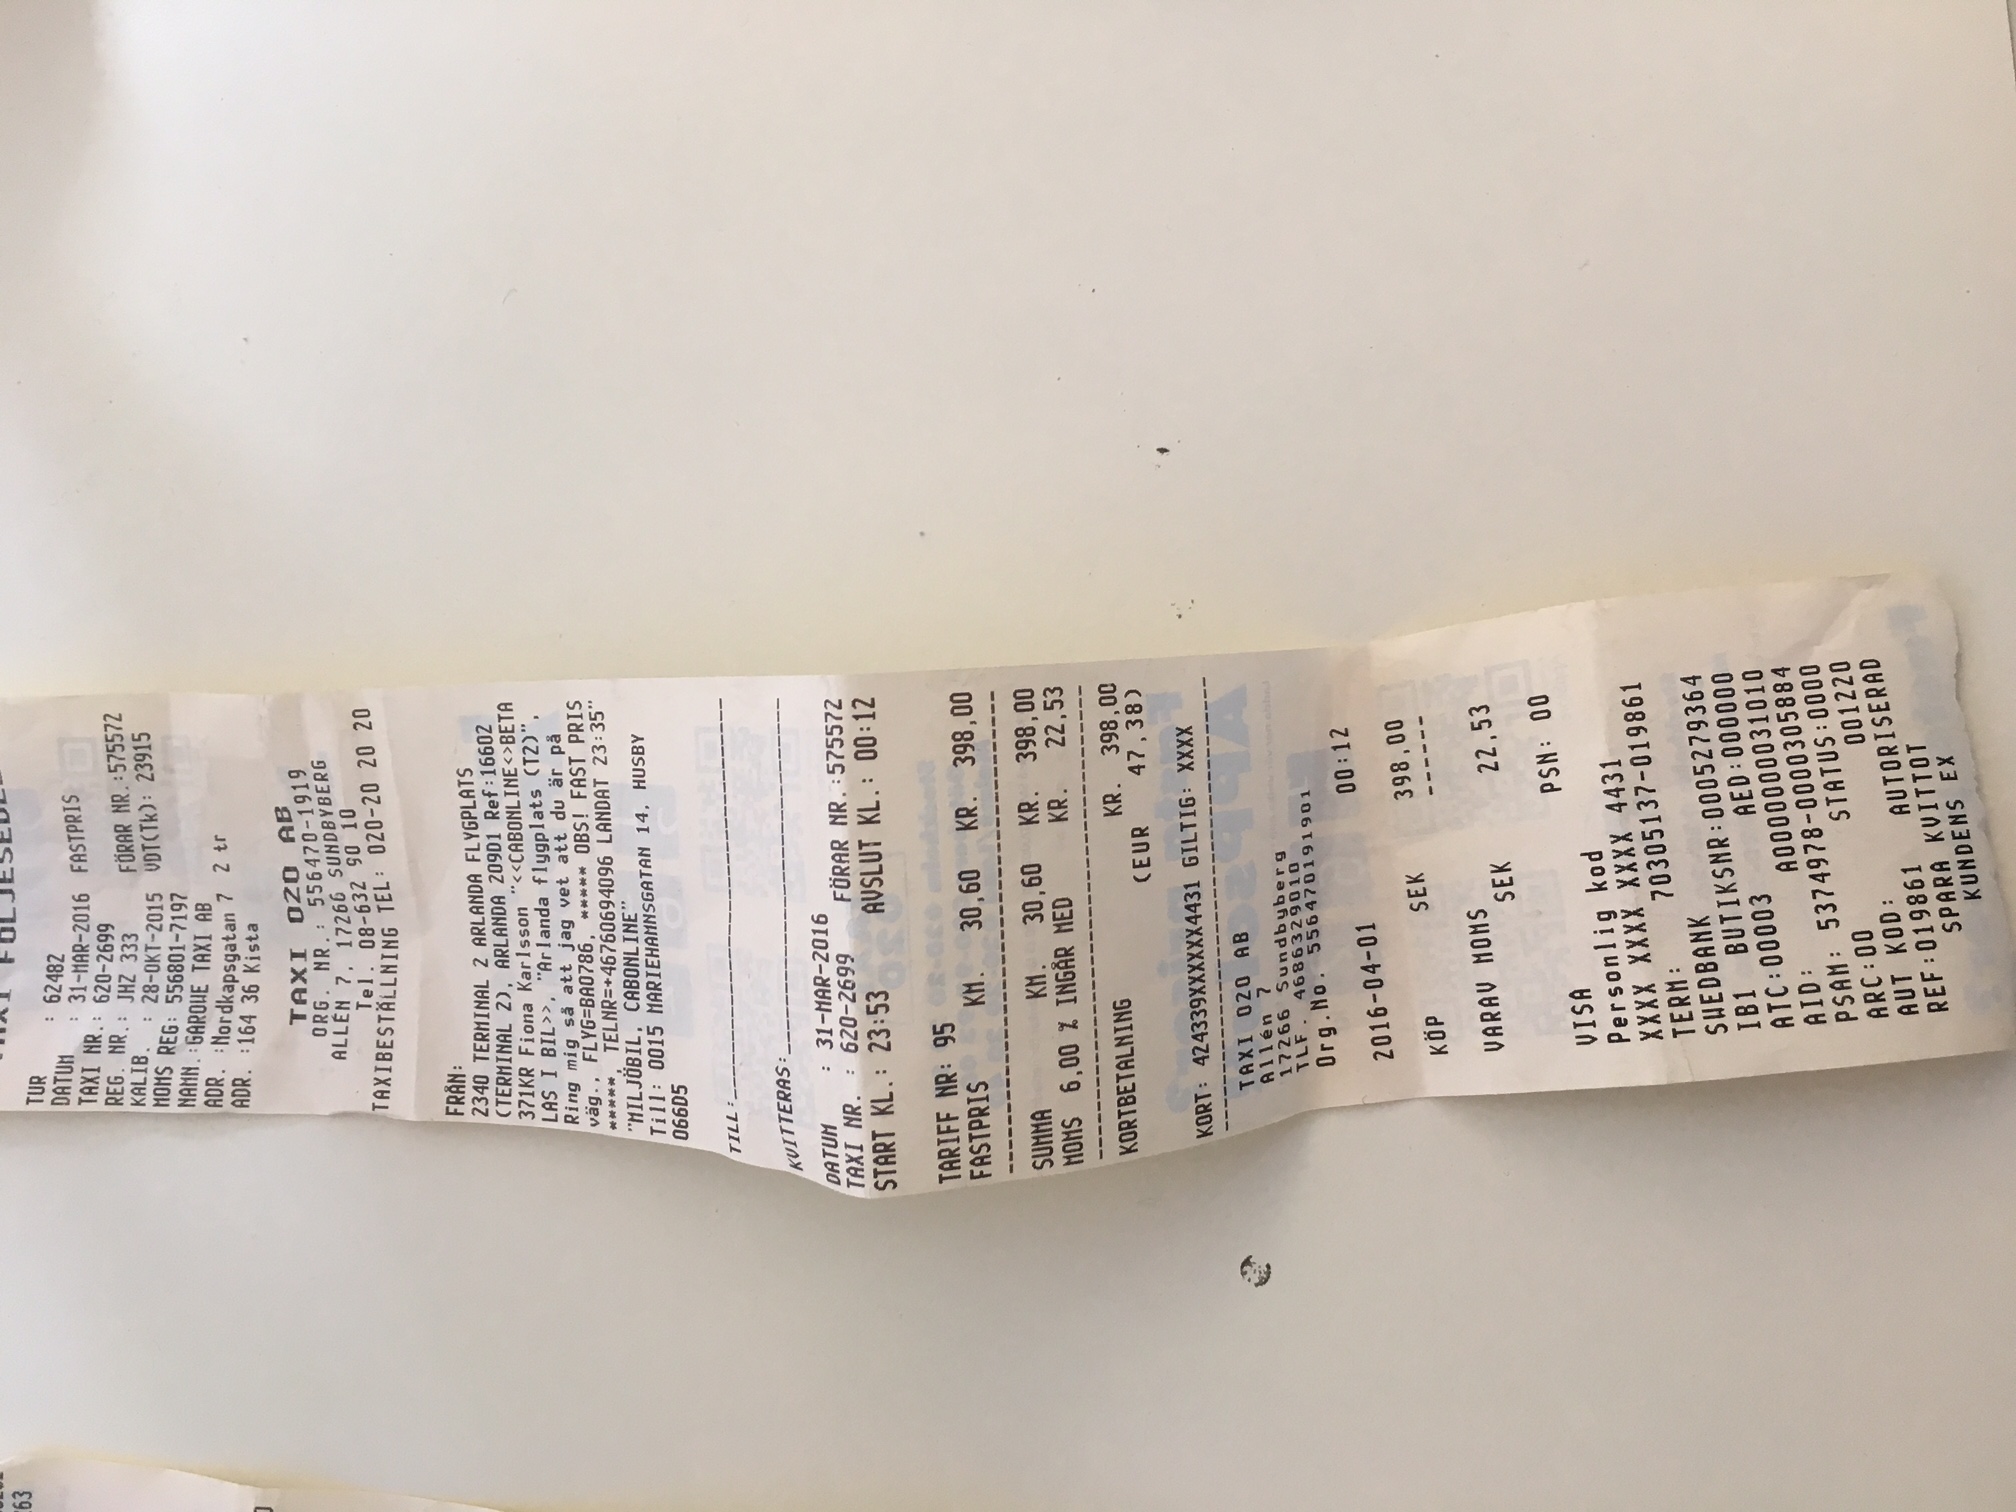 263
TAXI FÖLJESEDEL
TUR : 62482
DATUM : 31-MAR-2016 FASTPRIS
TAXI NR.: 620-2699
REG. NR.: JHZ 333 FÖRAR NR.:575572
KALIB. : 28-OKT-2015 VDT(Tk): 23915
MOMS REG: 556801-7197
NAMN.:GAROWE TAXI AB
ADR. :Nordkapsgatan 7 2 tr
ADR. :164 36 Kista
TAXI 020 AB
ORG. NR.: 556470-1919
ALLÉN 7, 17266 SUNDBYBERG
Tel. 08-632 90 10
TAXIBESTÄLLNING TEL: 020-20 20 20
FRÅN:
2340 TERMINAL 2 ARLANDA FLYGPLATS
(TERMINAL 2), ARLANDA 209D1 Ref:16602
371KR Fiona Karlsson "<<CABONLINE<>BETA
LAS I BIL>>, "Arlanda flygplats (T2)",
Ring mig så att jag vet att du är på
väg., FLYG=BA0786, ***** OBS! FAST PRIS
*****, TELNR=+46760694096 LANDAT 23:35"
"MILJÖBIL, CABONLINE"
Till: 0015 MARIEHAMNSGATAN 14, HUSBY
066D5
TILL:
KVITTERAS:
DATUM : 31-MAR-2016
TAXI NR. : 620-2699 FÖRAR NR.:575572
START KL.: 23:53 AVSLUT KL.: 00:12
TARIFF NR: 95
FASTPRIS KM. 30,60 KR. 398,00
SUMMA KM. 30,60 KR. 398,00
MOMS 6,00 % INGÅR MED KR. 22,53
KORTBETALNING KR. 398,00
(EUR 47,38)
KORT: 424339XXXXXX4431 GILTIG: XXXX
TAXI 020 AB
Allén 7
17266 Sundbyberg
TLF. 4686329010
Org.No. 556470191901
2016-04-01 00:12
KÖP SEK 398,00
VARAV MOMS
SEK 22,53
PSN: 00
VISA
Personlig kod
XXXX XXXX XXXX 4431
TERM: 70305137-019861
SWEDBANK
IB1 BUTIKSNR:0005279364
ATC:00003 AED:000000
AID: A0000000031010
PSAM: 5374978-0000305884
ARC:00 STATUS:0000
AUT KOD: 001220
REF:019861 AUTORISERAD
SPARA KVITTOT
KUNDENS EX